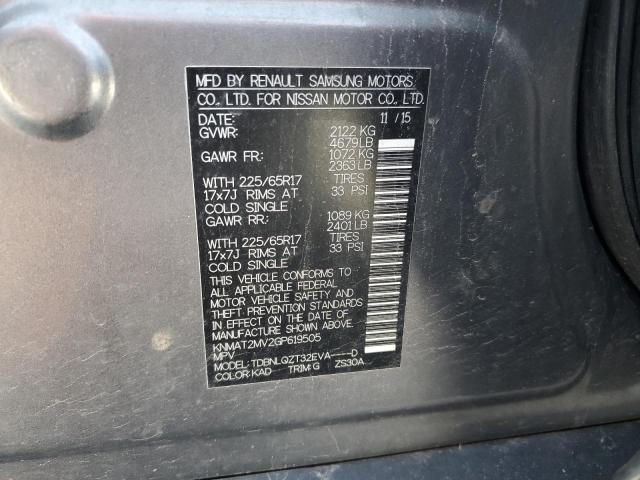 MFD BY RENAULT SAMSUNG MOTORS
CO., LTD. FOR NISSAN MOTOR CO., LTD.
DATE: 11 / 15
GVWR: 2122 KG
4679 LB
GAWR FR: 1072 KG
2363 LB
WITH 225/65R17 TIRES
17x7J RIMS AT 33 PSI
COLD SINGLE
GAWR RR: 1089 KG
2401 LB
WITH 225/65R17 TIRES
17x7J RIMS AT 33 PSI
COLD SINGLE
THIS VEHICLE CONFORMS TO
ALL APPLICABLE FEDERAL
MOTOR VEHICLE SAFETY AND
THEFT PREVENTION STANDARDS
IN EFFECT ON THE DATE OF
MANUFACTURE SHOWN ABOVE.
KNMAT2MV2GP619505
MPV
MODEL: TDBNLQZT32EVA----D
COLOR: KAD TRIM: G ZS30A